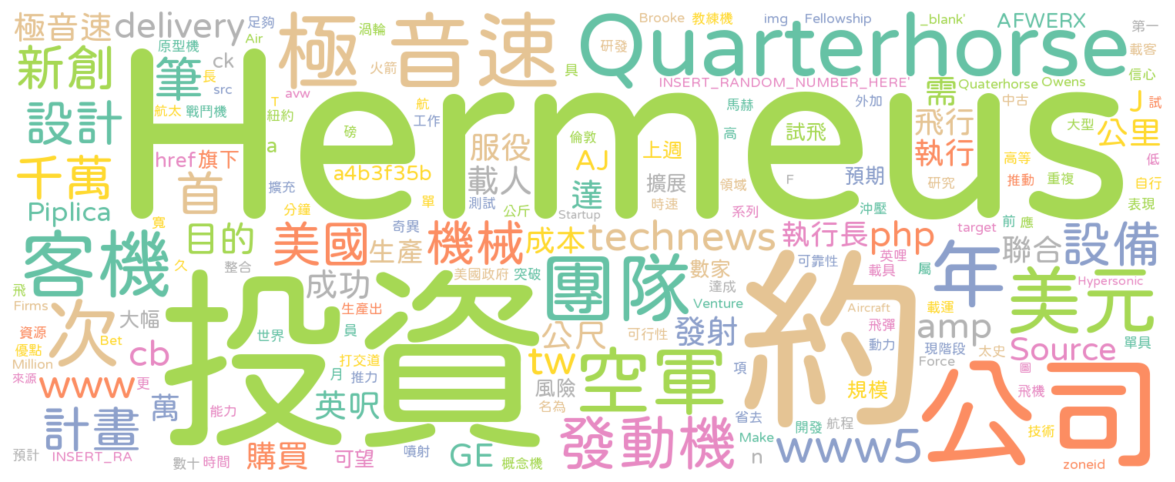 極音速 delivery 足夠 原型機 Air 渦輪 極音速 Quarterhorse Brooke 教練機 img Fellowship _blank' AFWERX 第一
新創 筆 ck 長 src 火箭 研發 具 載客 信心
航太 戰鬥機 T 紐約 avw INSERT_RANDOM_NUMBER_HERE' Quaterhorse Owens
設計 Hermeus 馬赫 外加 需 中古 J 試
千萬 href 旗下 擴充 a 磅 航 工作 倫敦 高 試飛 飛行 大型 公里 低
首 a4b3f35b 服役 AJ 上週 領域 F 預期 執行 高等 研究 推動 重複 自行
Piplica 寬 分鐘 單 測試 載人 公斤 達 擴展 時速 系列 沖壓 表現
客機 目的 美國 奇異 機械 成本 Startup technews 執行長 php 前 應 target
久 整合 生產 美國政府 突破 團隊 數家 達成 可靠性 英哩 載具 屬 年 聯合 設備
飛 Firms 成功 生產出 Venture 美元 Hypersonic
次 大幅 世界 員 投資 公尺 可行性 發射 約 Aircraft 飛彈 載運 amp 單具
資源 優點 Bet Million cb 打交道 tw 動力 現階段 太史 Source
來源 更 www 月 推力 風險 空軍 項 規模 Force 圖 飛機
計畫 萬 能力 英呎 名為 省去 開發 航程 技術 公司
預計 INSERT_RA 數十 時間 購買 可望 噴射 GE 概念機 發動機 Make n www5 zoneid